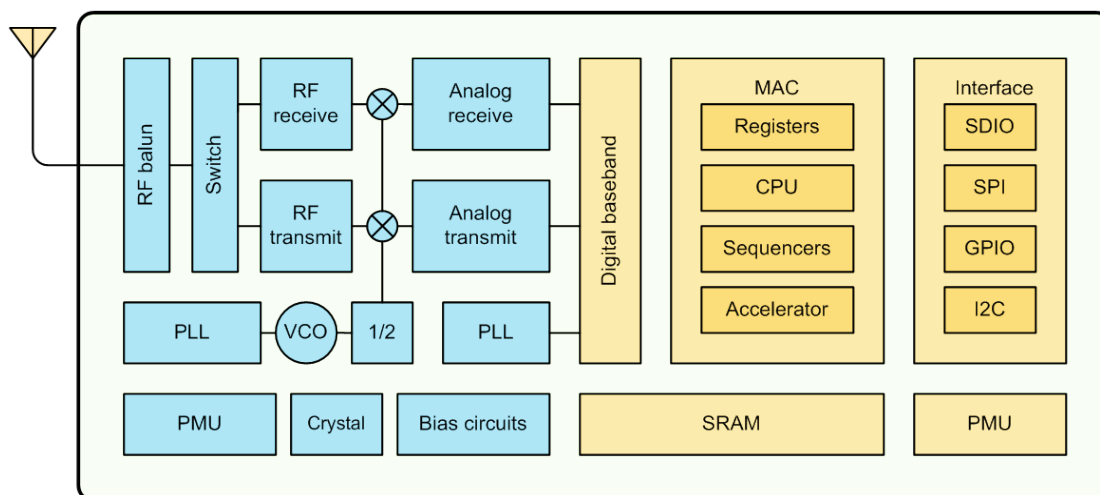 RF balun
Switch
RF
receive
RF
transmit
Analog
receive
Analog
transmit
Digital baseband
MAC
Registers
CPU
Sequencers
Accelerator
Interface
SDIO
SPI
GPIO
I2C
PLL
VCO
1/2
PLL
PMU
Crystal
Bias circuits
SRAM
PMU